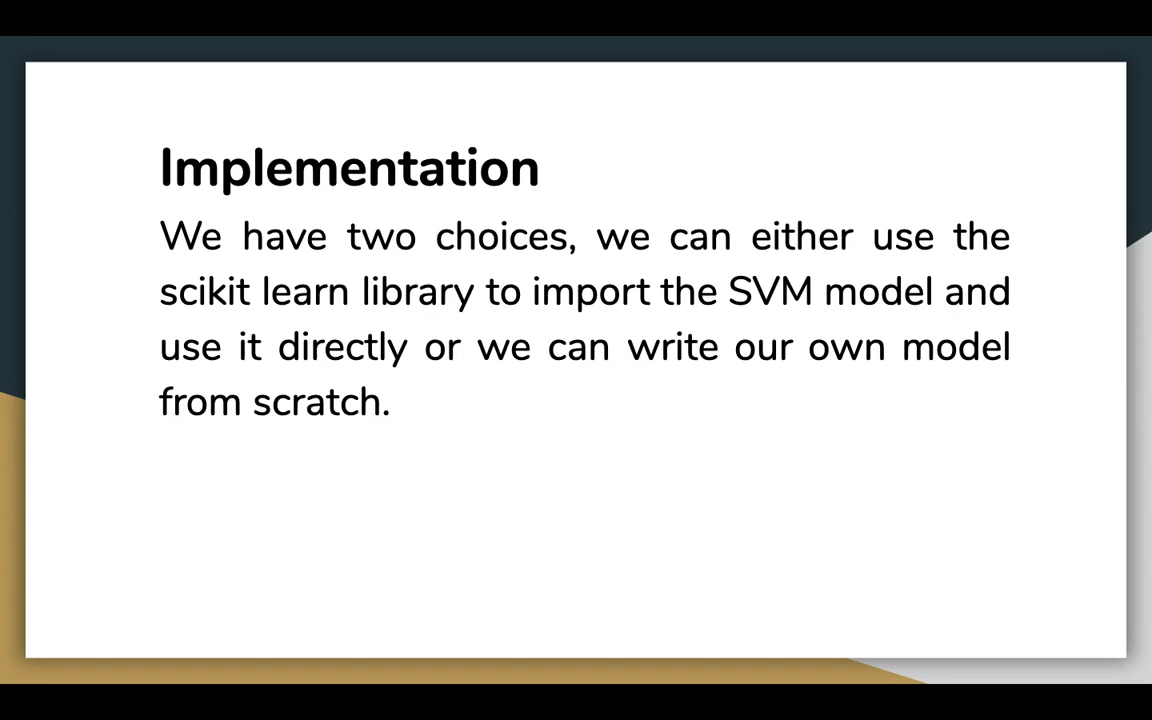 Implementation
We have two choices, we can either use the
scikit learn library to import the SVM model and
use it directly or we can write our own model
from scratch.